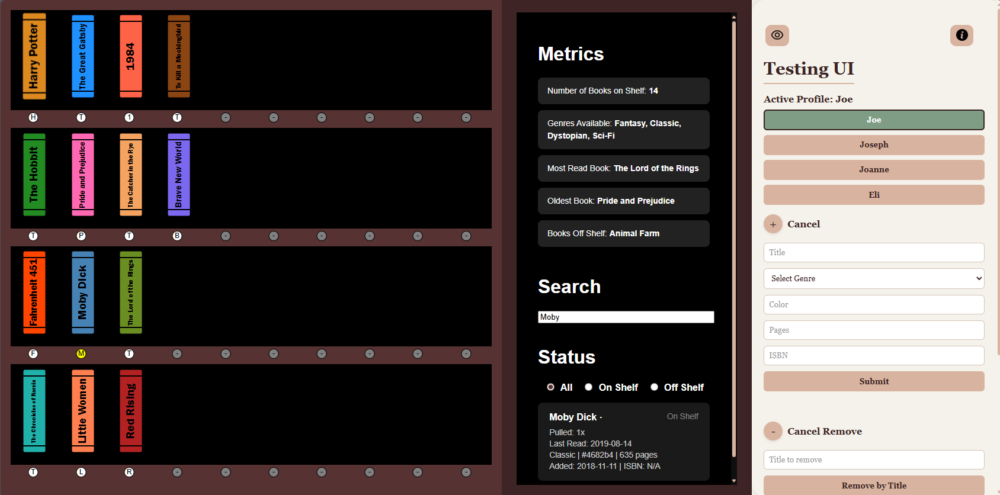 Harry Potter
The Great Gatsby
1984
To Kill a Mockingbird
H T 1 T - - - - - -
The Hobbit
Pride and Prejudice
The Catcher in the Rye
Brave New World
T P T B - - - - - -
Fahrenheit 451
Moby Dick
The Lord of the Rings
F M T - - - - - - -
The Chronicles of Narnia
Little Women
Red Rising
T L R - - - - - - -
Metrics
Number of Books on Shelf: 14
Genres Available: Fantasy, Classic,
Dystopian, Sci-Fi
Most Read Book: The Lord of the Rings
Oldest Book: Pride and Prejudice
Books Off Shelf: Animal Farm
Search
Moby
Status
All On Shelf Off Shelf
Moby Dick - On Shelf
Pulled: 1x
Last Read: 2019-08-14
Classic | #4682b4 | 635 pages
Added: 2018-11-11 | ISBN: N/A
i
Testing UI
Active Profile: Joe
Joe
Joseph
Joanne
Eli
+ Cancel
Title
Select Genre
Color
Pages
ISBN
Submit
- Cancel Remove
Title to remove
Remove by Title